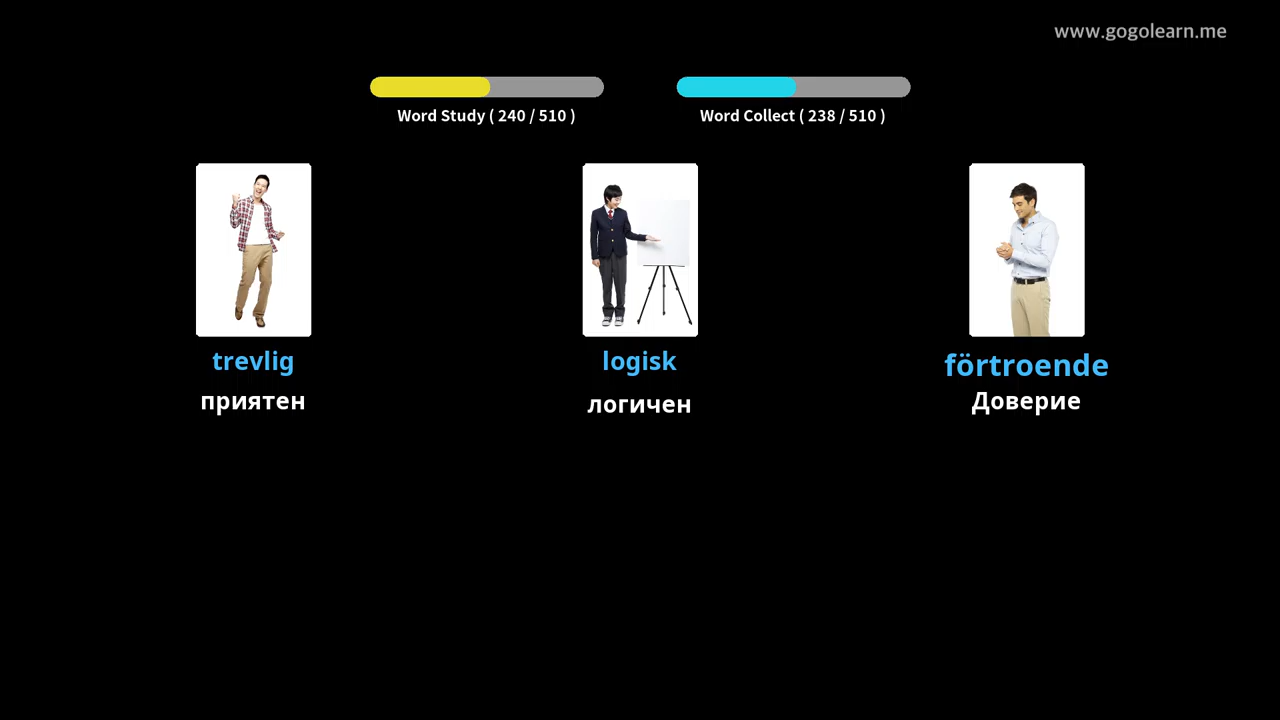 www.gogolearn.me
Word Study ( 240 / 510 )
Word Collect ( 238 / 510 )
trevlig
приятен
logisk
логичен
förtroende
Доверие